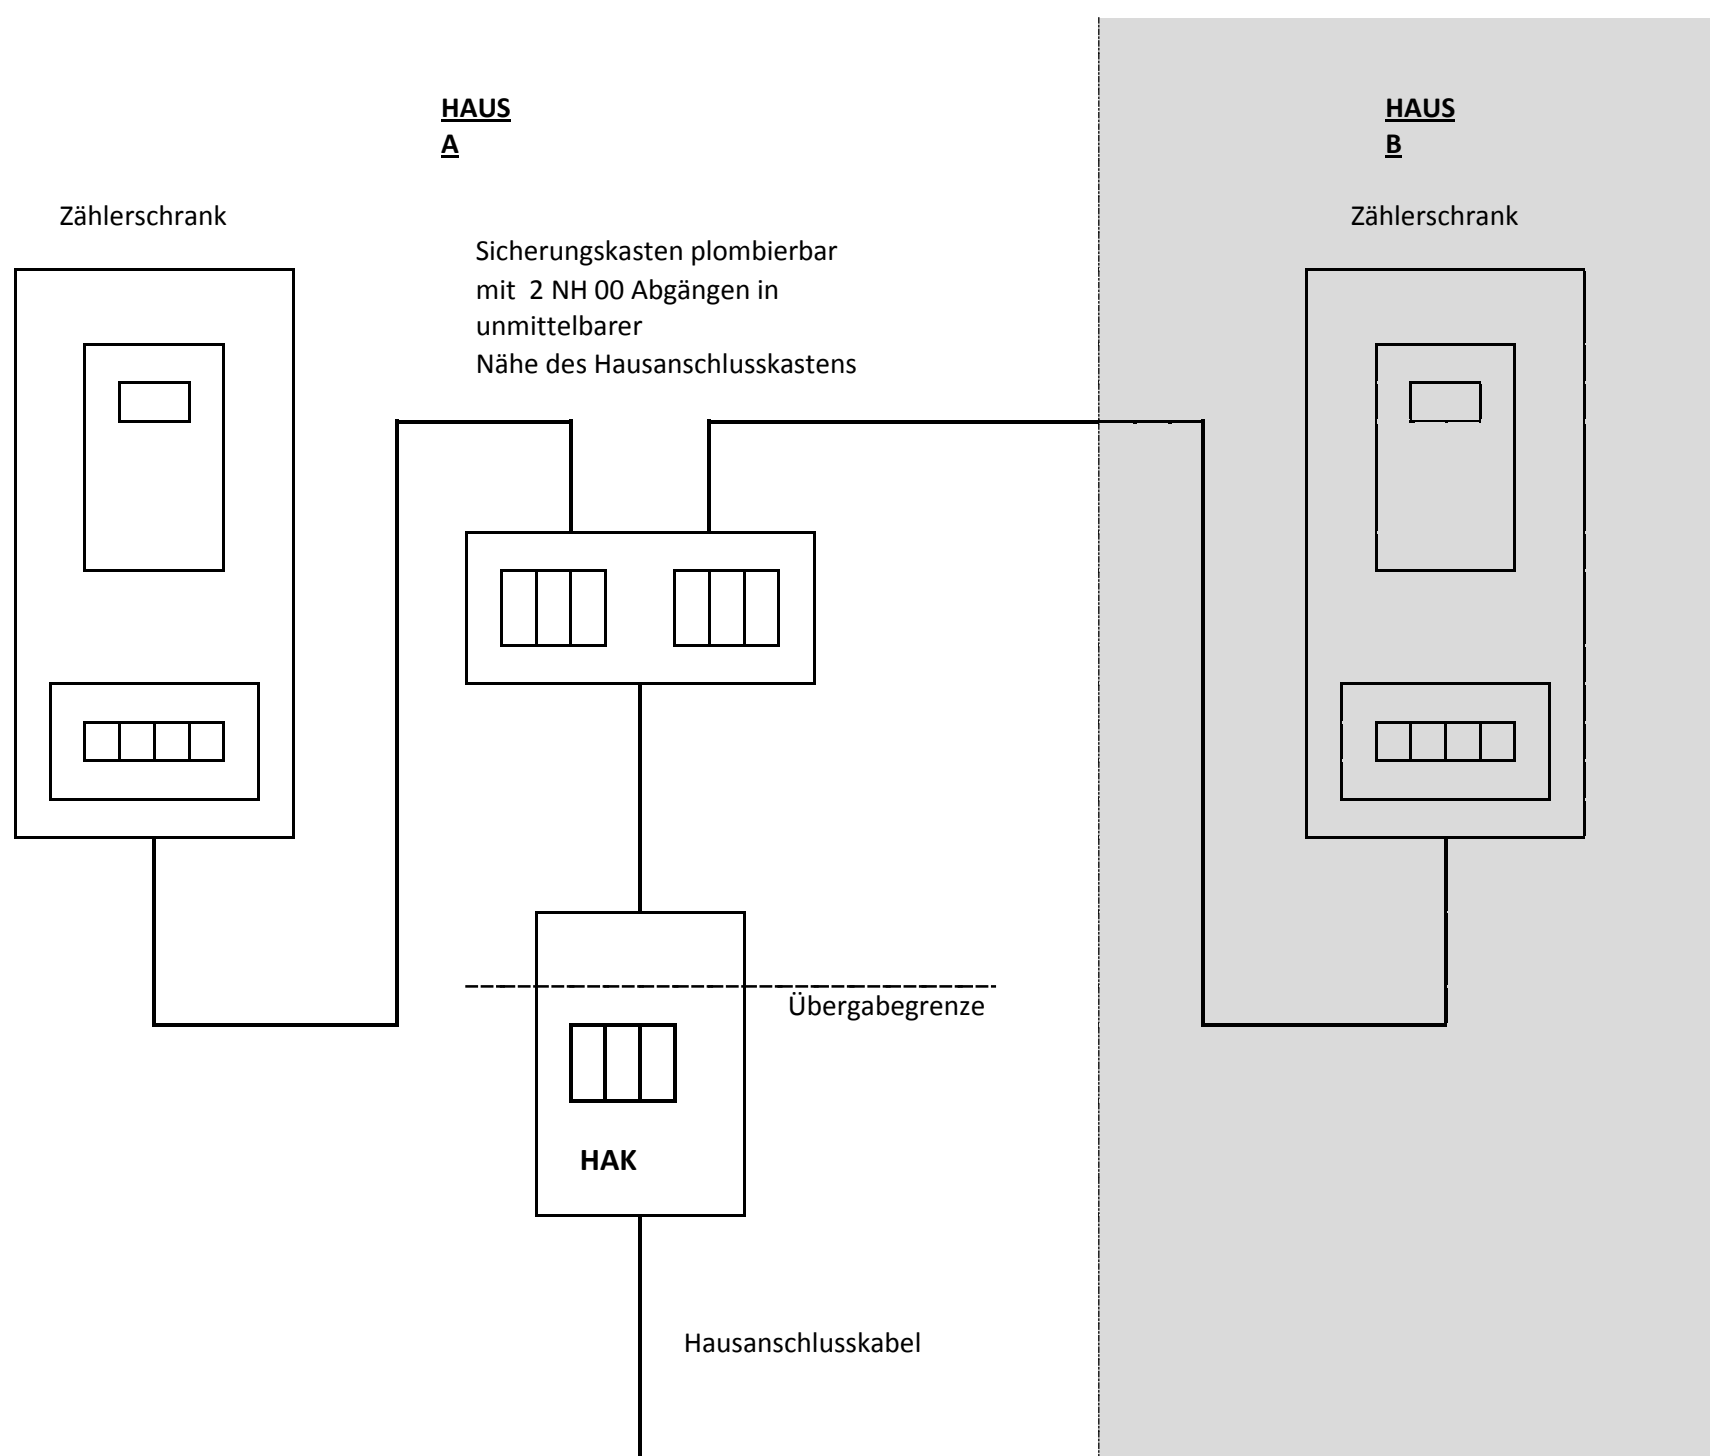 HAUS
A
HAUS
B
Zählerschrank
Zählerschrank
Sicherungskasten plombierbar
mit  2 NH 00 Abgängen in
unmittelbarer
Nähe des Hausanschlusskastens
Übergabegrenze
HAK
Hausanschlusskabel